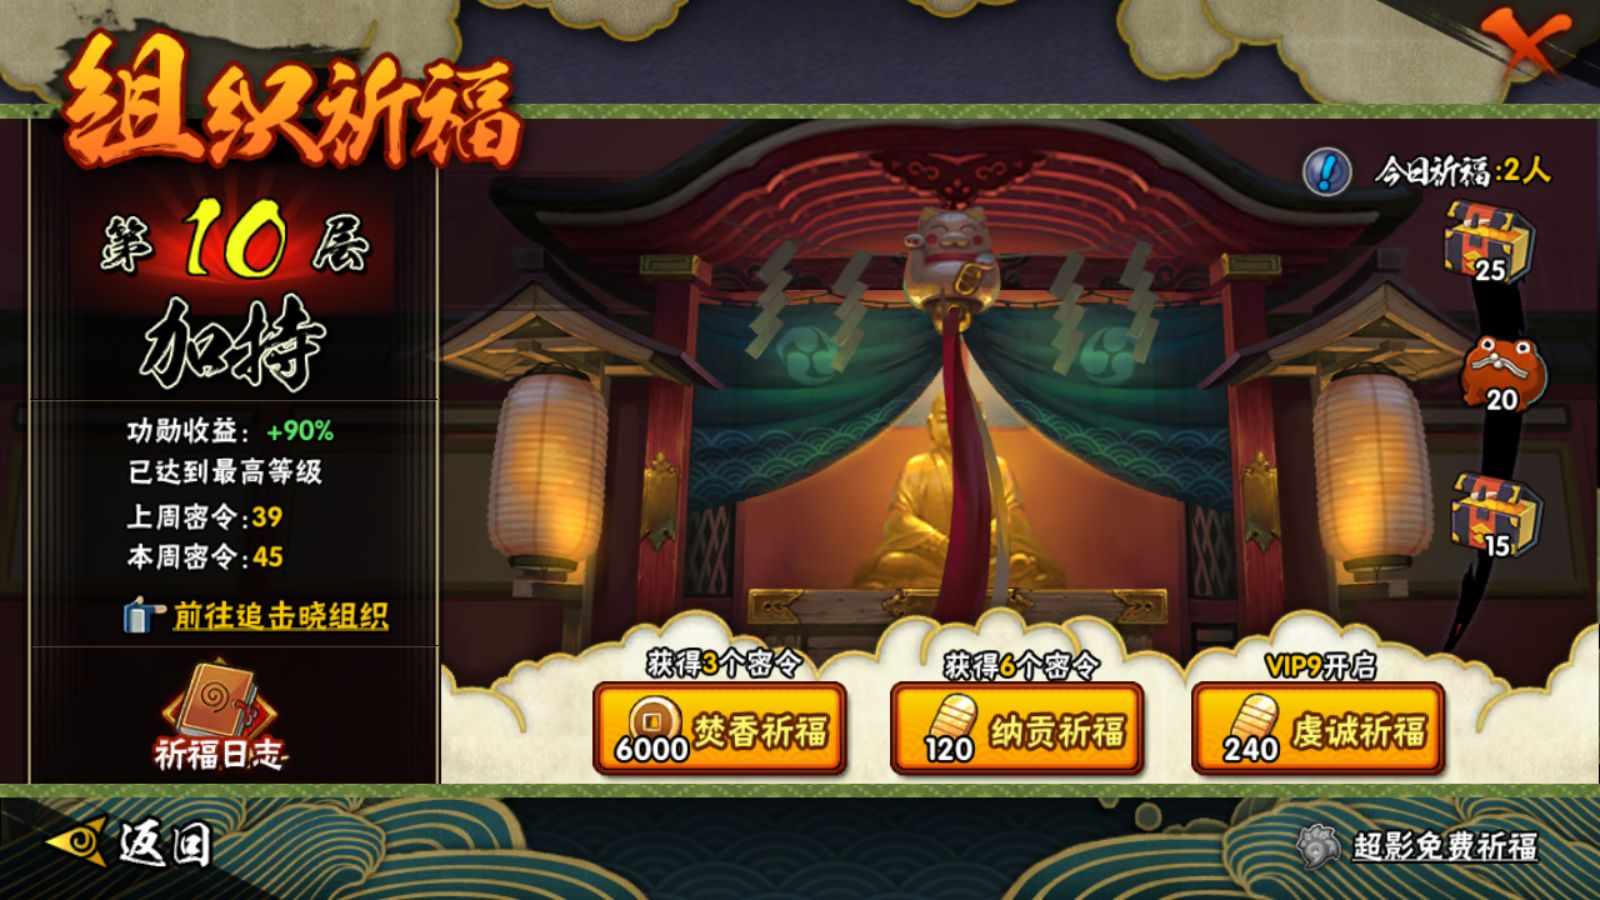 组织祈福
第10层
加持
功勋收益：+90%
已达到最高等级
上周密令:39
本周密令:45
前往追击晓组织
祈福日志
今日祈福:2人
25
20
15
获得3个密令
6000 焚香祈福
获得6个密令
120 纳贡祈福
VIP9开启
240 虔诚祈福
返回
超影免费祈福